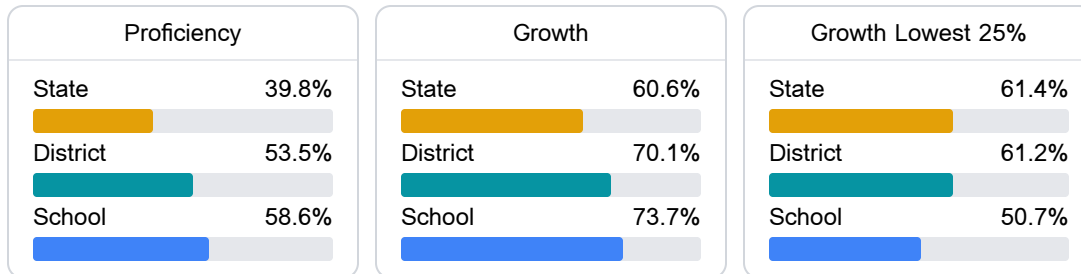 Proficiency
State 39.8%
District 53.5%
School 58.6%
Growth
State 60.6%
District 70.1%
School 73.7%
Growth Lowest 25%
State 61.4%
District 61.2%
School 50.7%